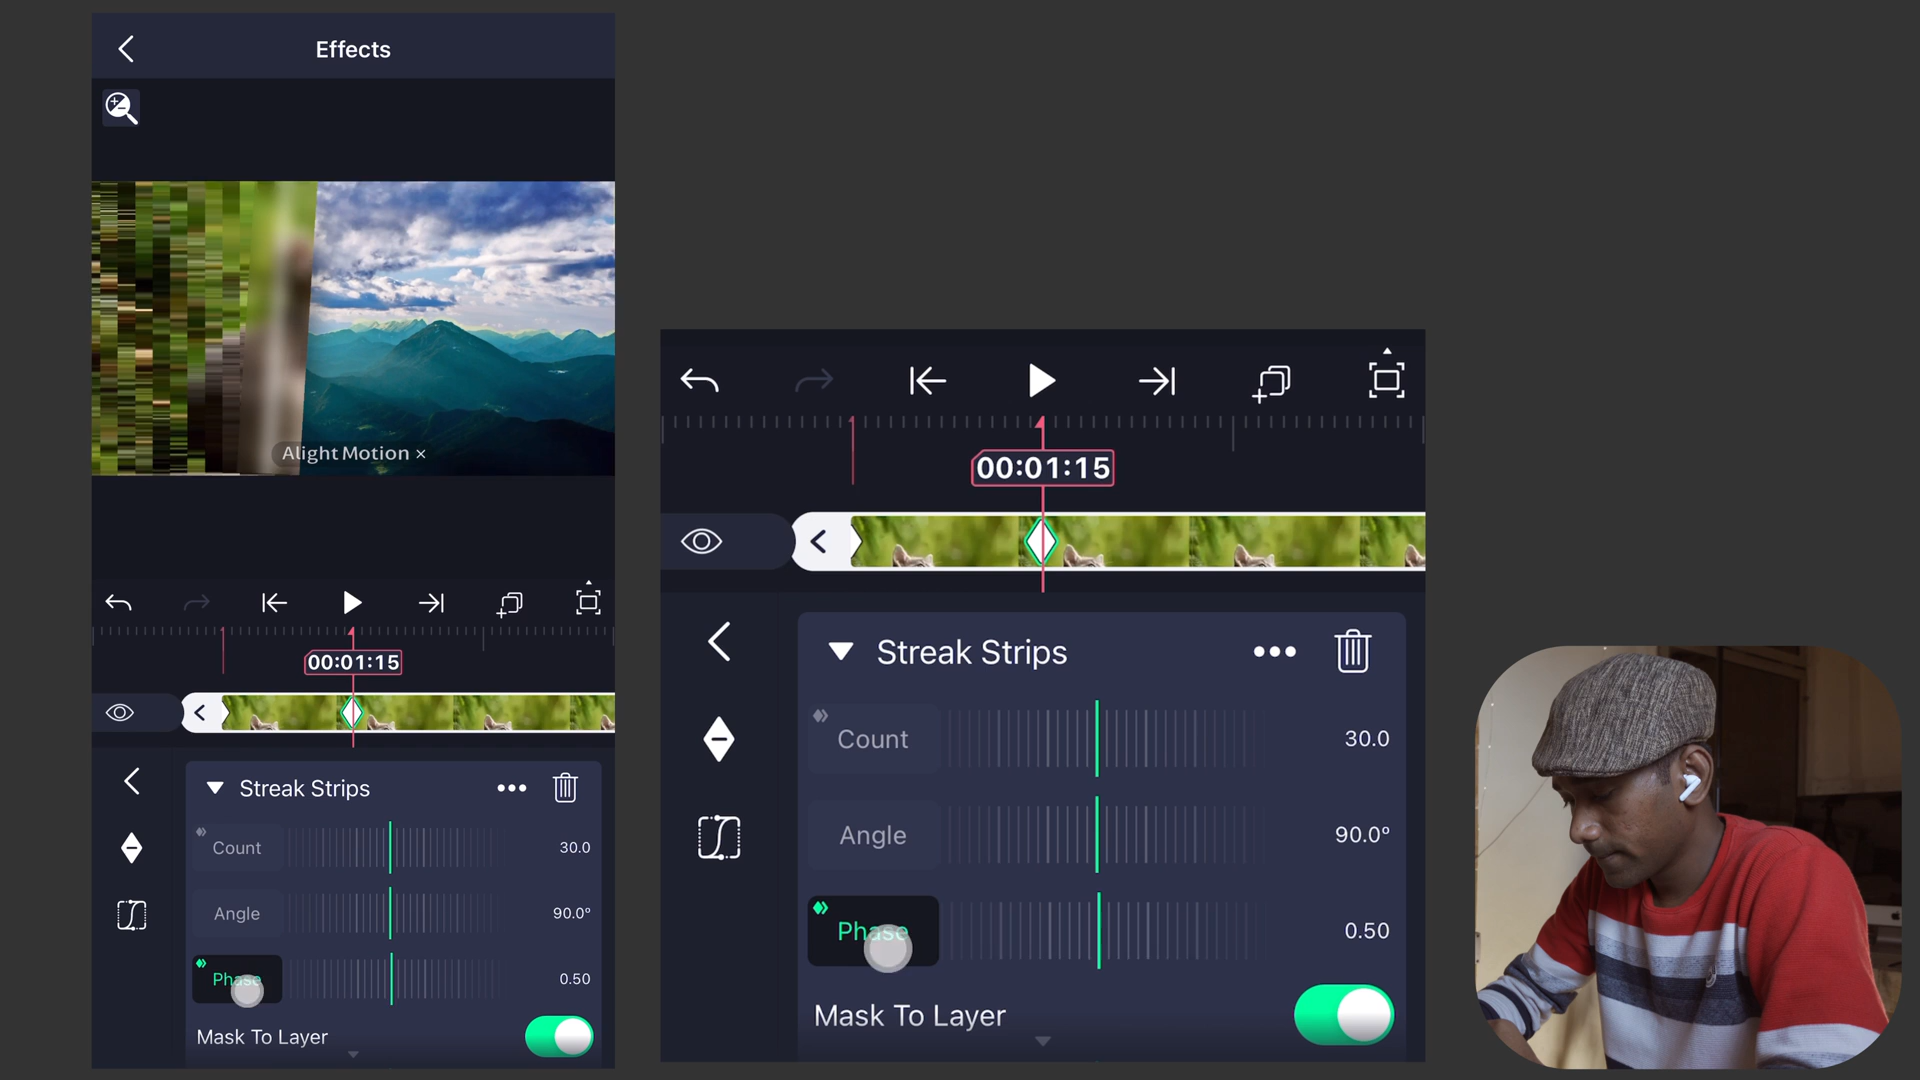 Effects
Alight Motion ×
00:01:15
Streak Strips
Count 30.0
Angle 90.0°
Phase 0.50
Mask To Layer
00:01:15
Streak Strips
Count 30.0
Angle 90.0°
Phase 0.50
Mask To Layer